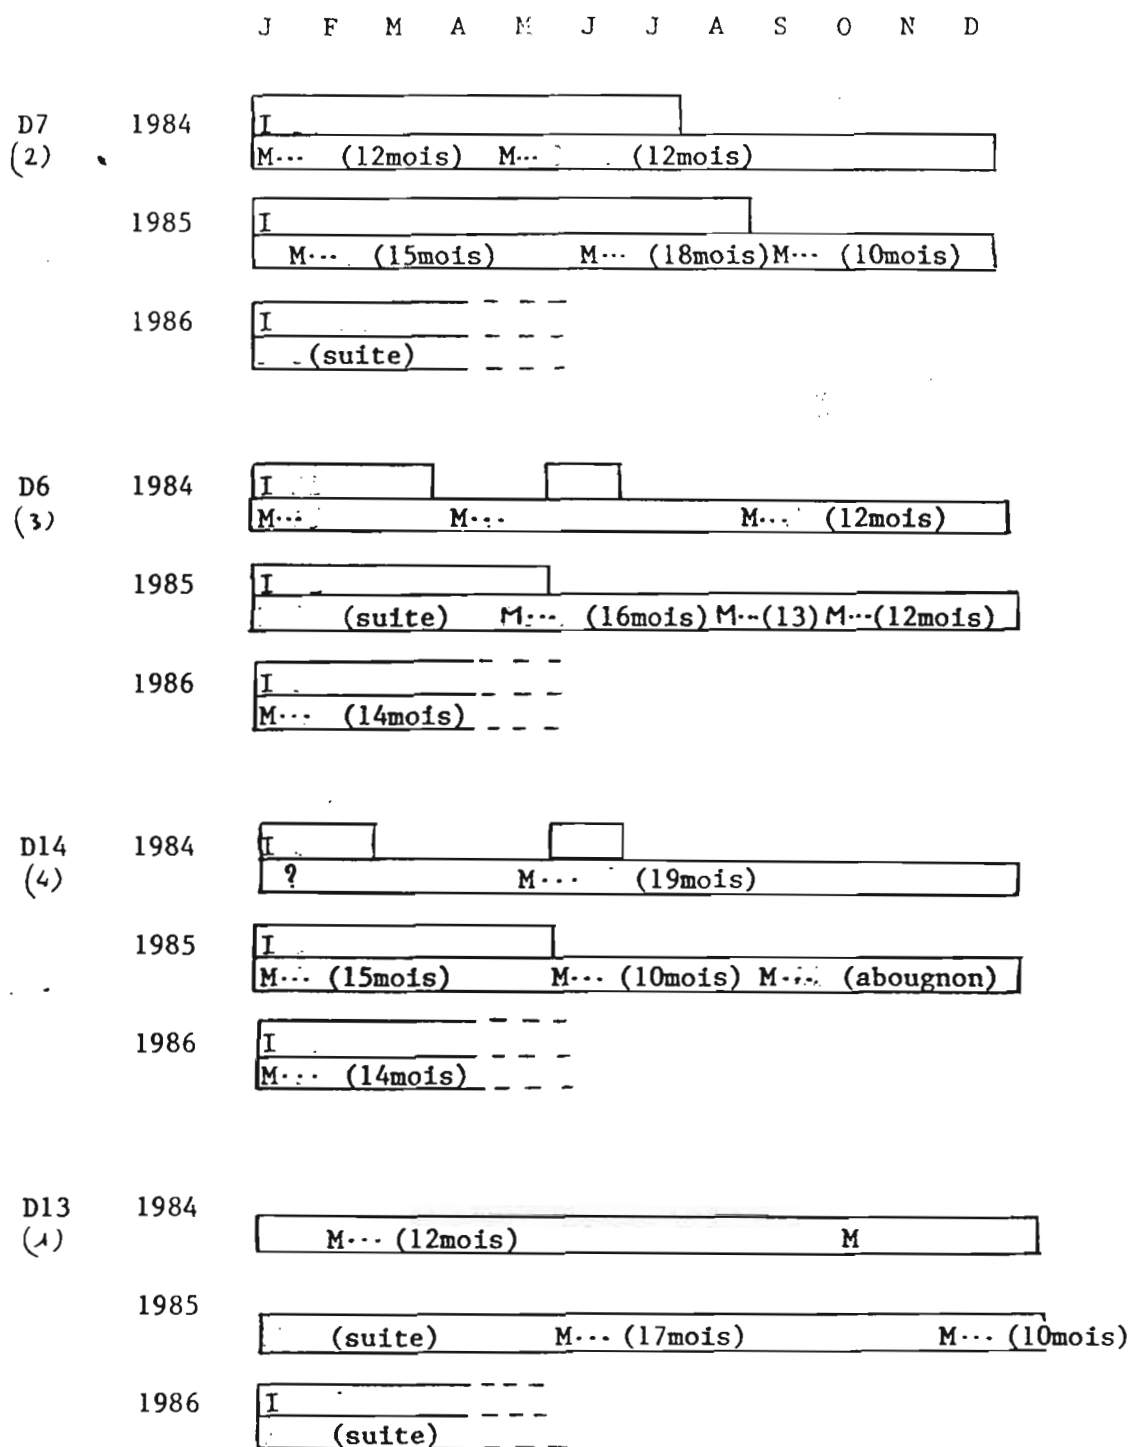 J F M A M J J A S O N D
D7 1984 I
(2) M··· (12mois) M··· (12mois)
1985 I
M··· (15mois) M··· (18mois) M··· (10mois)
1986 I
(suite)
D6 1984 I
(3) M··· M··· M··· (12mois)
1985 I
(suite) M··· (16mois) M··· (13) M··· (12mois)
1986 I
M··· (14mois)
D14 1984 I
(4) ? M··· (19mois)
1985 I
M··· (15mois) M··· (10mois) M··· (abougnon)
1986 I
M··· (14mois)
D13 1984
(1) M··· (12mois) M
1985
(suite) M··· (17mois) M··· (10mois)
1986 I
(suite)